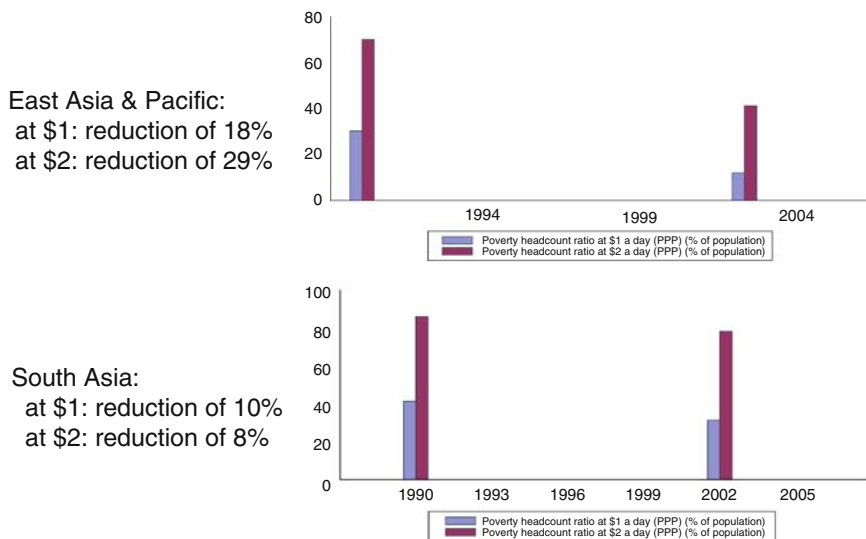 East Asia & Pacific:
at $1: reduction of 18%
at $2: reduction of 29%
80
60
40
20
0
1994 1999 2004
Poverty headcount ratio at $1 a day (PPP) (% of population)
Poverty headcount ratio at $2 a day (PPP) (% of population)
South Asia:
at $1: reduction of 10%
at $2: reduction of 8%
100
80
60
40
20
0
1990 1993 1996 1999 2002 2005
Poverty headcount ratio at $1 a day (PPP) (% of population)
Poverty headcount ratio at $2 a day (PPP) (% of population)